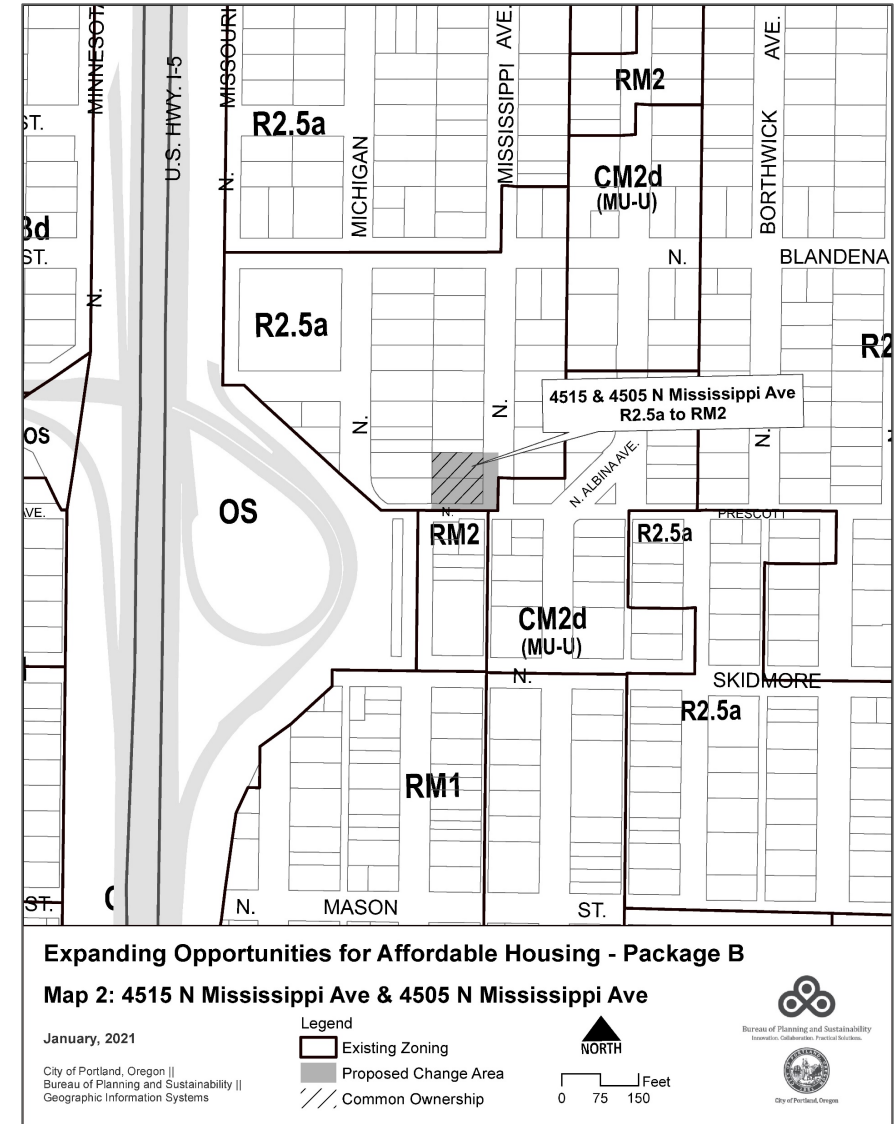 MINNESOTA
U.S. HWY. I-5
MISSOURI
N.
MICHIGAN
MISSISSIPPI AVE.
BORTHWICK AVE.
ST.
R2.5a
RM2
CM2d
(MU-U)
3d
ST.
N. BLANDENA
N.
R2.5a
R2
4515 & 4505 N Mississippi Ave
R2.5a to RM2
N.
N.
N.
OS
N. ALBINA AVE.
AVE.
OS
N.
PRESCOTT
RM2
R2.5a
CM2d
(MU-U)
N. SKIDMORE
R2.5a
RM1
ST.
N. MASON ST.
Expanding Opportunities for Affordable Housing - Package B
Map 2: 4515 N Mississippi Ave & 4505 N Mississippi Ave
January, 2021
City of Portland, Oregon ||
Bureau of Planning and Sustainability ||
Geographic Information Systems
Legend
Existing Zoning
Proposed Change Area
Common Ownership
NORTH
Feet
0 75 150
Bureau of Planning and Sustainability
Innovation. Collaboration. Practical Solutions.
City of Portland, Oregon